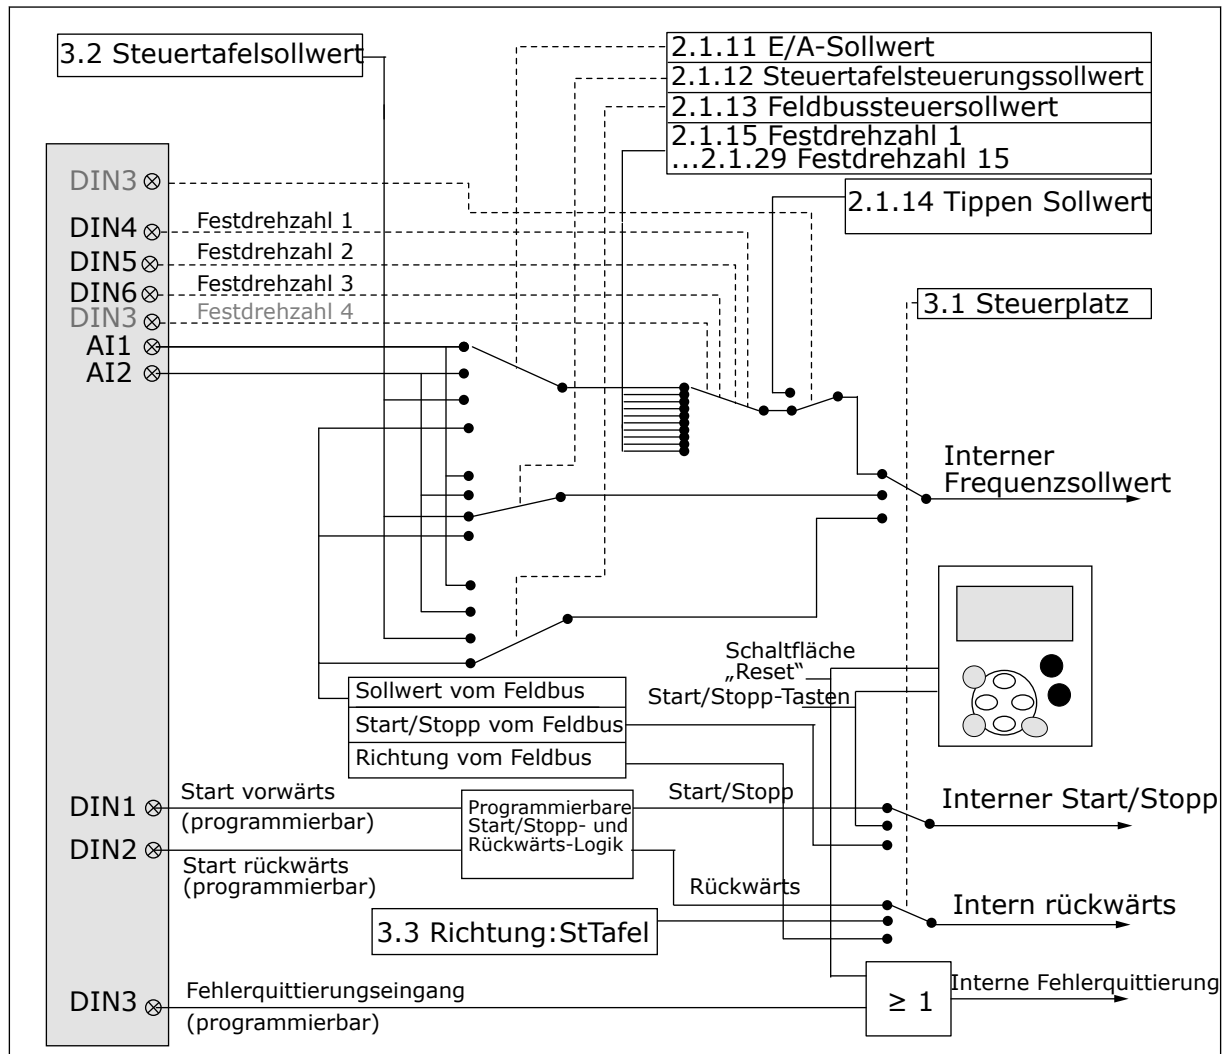 3.2 Steuertafelsollwert
2.1.11 E/A-Sollwert
2.1.12 Steuertafelsteuerungssollwert
2.1.13 Feldbussteuersollwert
2.1.15 Festdrehzahl 1
...2.1.29 Festdrehzahl 15
2.1.14 Tippen Sollwert
3.1 Steuerplatz
DIN3
DIN4
Festdrehzahl 1
DIN5
Festdrehzahl 2
DIN6
Festdrehzahl 3
DIN3
Festdrehzahl 4
AI1
AI2
Interner
Frequenzsollwert
Schaltfläche
„Reset“
Start/Stopp-Tasten
Sollwert vom Feldbus
Start/Stopp vom Feldbus
Richtung vom Feldbus
DIN1
Start vorwärts
(programmierbar)
DIN2
Start rückwärts
(programmierbar)
Programmierbare
Start/Stopp- und
Rückwärts-Logik
Start/Stopp
Interner Start/Stopp
Rückwärts
Intern rückwärts
3.3 Richtung:StTafel
DIN3
Fehlerquittierungseingang
(programmierbar)
≥ 1
Interne Fehlerquittierung